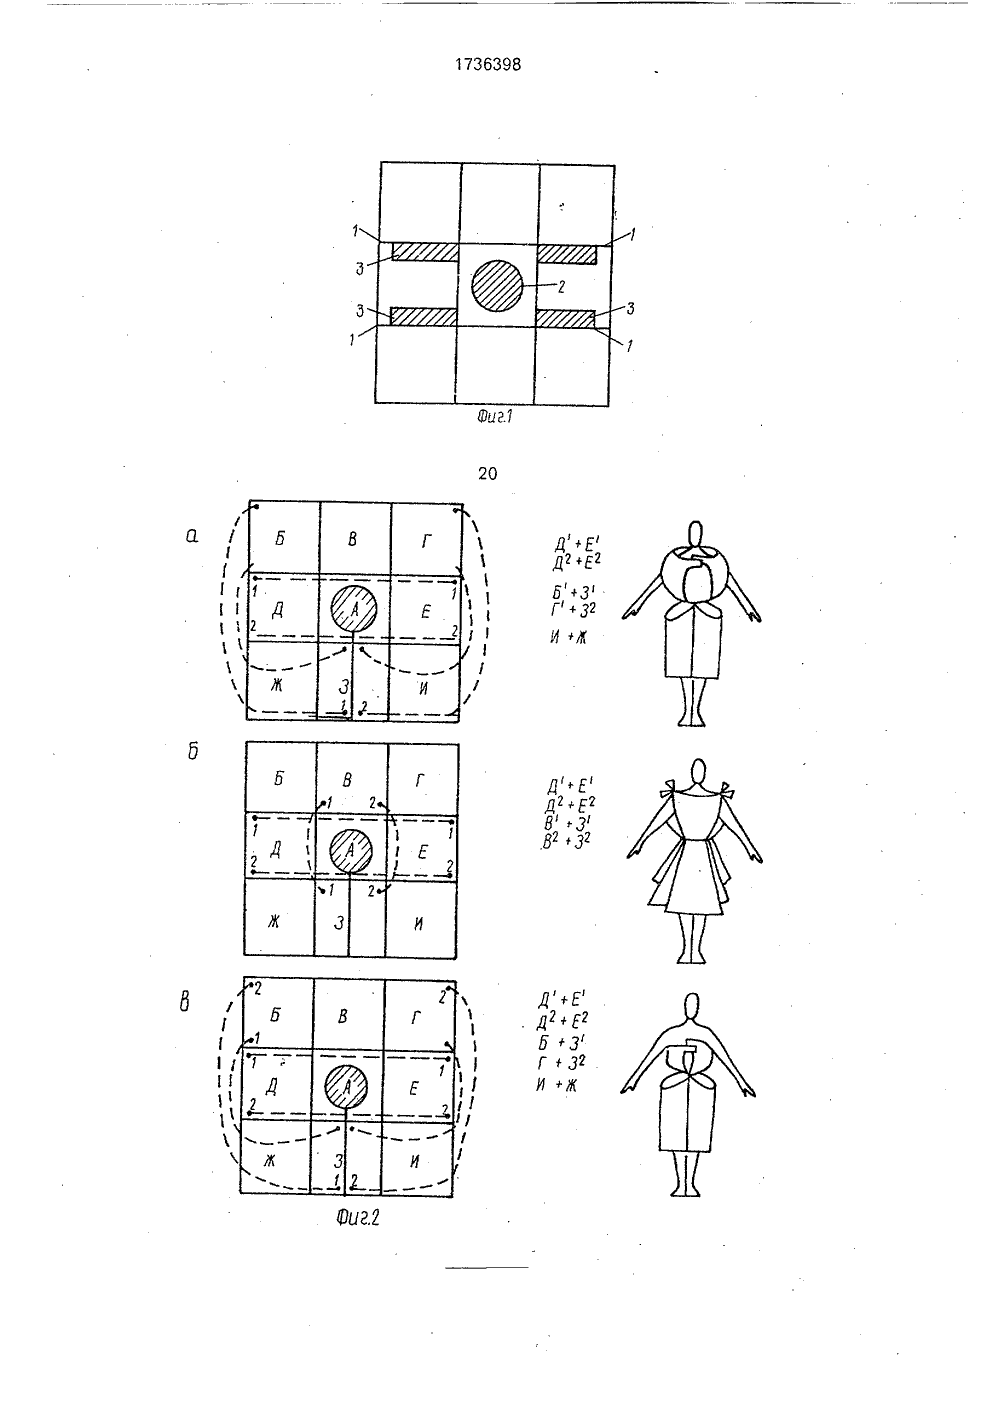 1736398
1 1
3
2
3 3
1 1
Фиг.1
20
а
Б В Г
1 1
Д А Е
2 2
Ж З И
1 2
Д¹+Е¹
Д²+Е²
Б¹+З¹
Г¹+З²
И+Ж
б
Б В Г
1 2
1 1
Д А Е
2 2
1 2
Ж З И
Д¹+Е¹
Д²+Е²
В¹+З¹
В²+З²
в
2 2
Б В Г
1
1 1
Д А Е
2 2
Ж З И
1 2
Д¹+Е¹
Д²+Е²
Б+З¹
Г+З²
И+Ж
Фиг.2